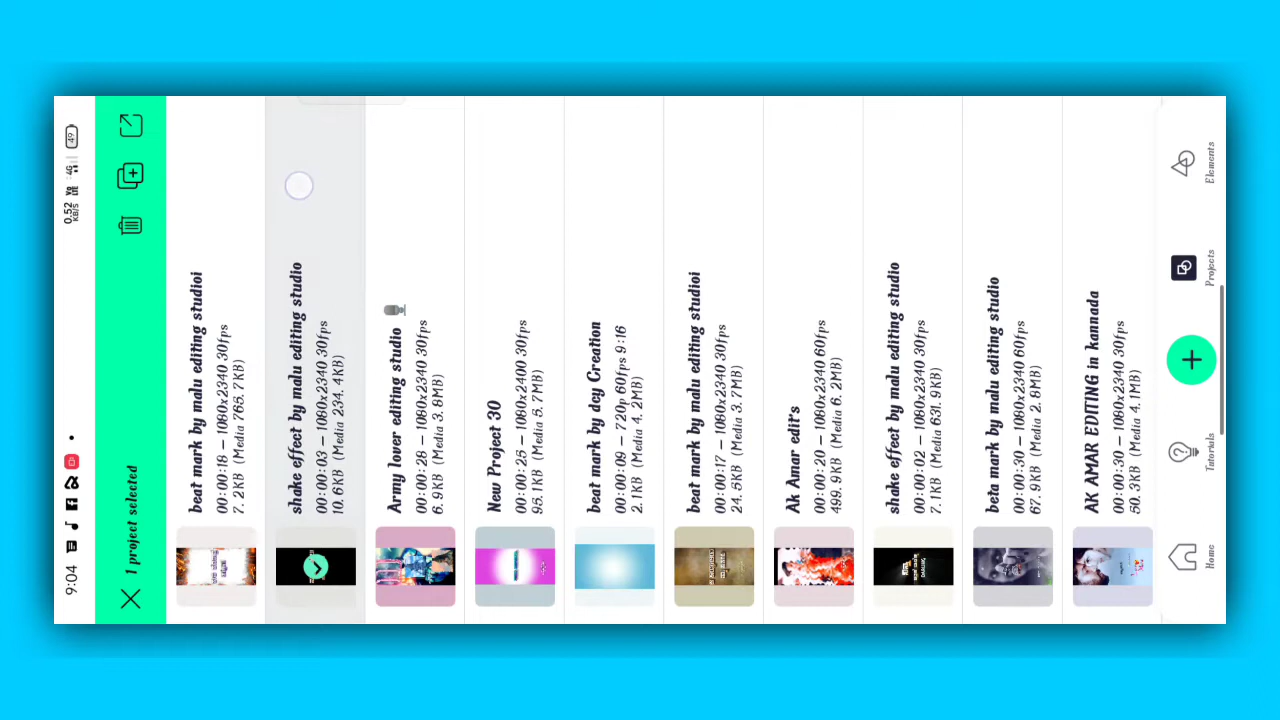 9:04
0.52 KB/S
Vo LTE
4G
49
1 project selected
beat mark by malu editing studioi
00:00:18 – 1080x2340 30fps
7.2KB (Media 765.7KB)
shake effect by malu editing studio
00:00:03 – 1080x2340 30fps
10.6KB (Media 234.4KB)
Army lover editing studio
00:00:28 – 1080x2340 30fps
6.9KB (Media 3.8MB)
New Project 30
00:00:25 – 1080x2400 30fps
95.1KB (Media 5.7MB)
beat mark by dcy Creation
00:00:09 – 720p 60fps 9:16
2.1KB (Media 4.2MB)
beat mark by malu editing studioi
00:00:17 – 1080x2340 30fps
24.5KB (Media 3.7MB)
Ak Amar edit's
00:00:20 – 1080x2340 60fps
499.9KB (Media 6.2MB)
shake effect by malu editing studio
00:00:02 – 1080x2340 30fps
7.1KB (Media 631.9KB)
beta mark by malu editing studio
00:00:30 – 1080x2340 60fps
67.9KB (Media 2.8MB)
AK AMAR EDITING in kannada
00:00:30 – 1080x2340 30fps
50.3KB (Media 4.1MB)
Home
Tutorials
Projects
Elements